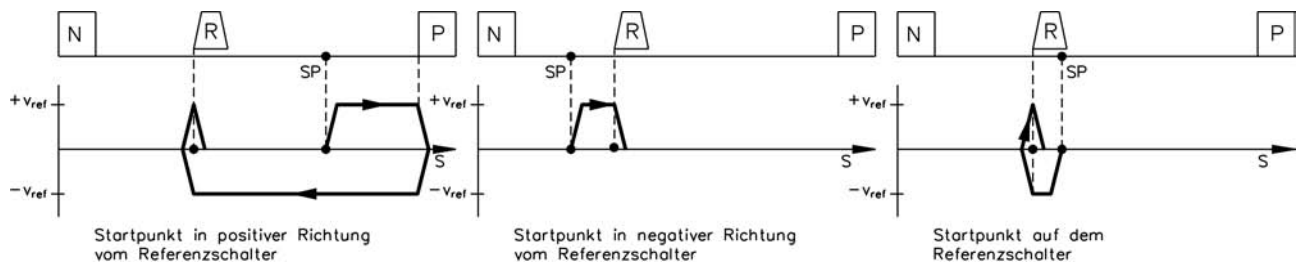 N R P
SP
+ vref
S
− vref
Startpunkt in positiver Richtung
vom Referenzschalter
N R P
SP
+ vref
S
− vref
Startpunkt in negativer Richtung
vom Referenzschalter
N R P
SP
+ vref
S
− vref
Startpunkt auf dem
Referenzschalter